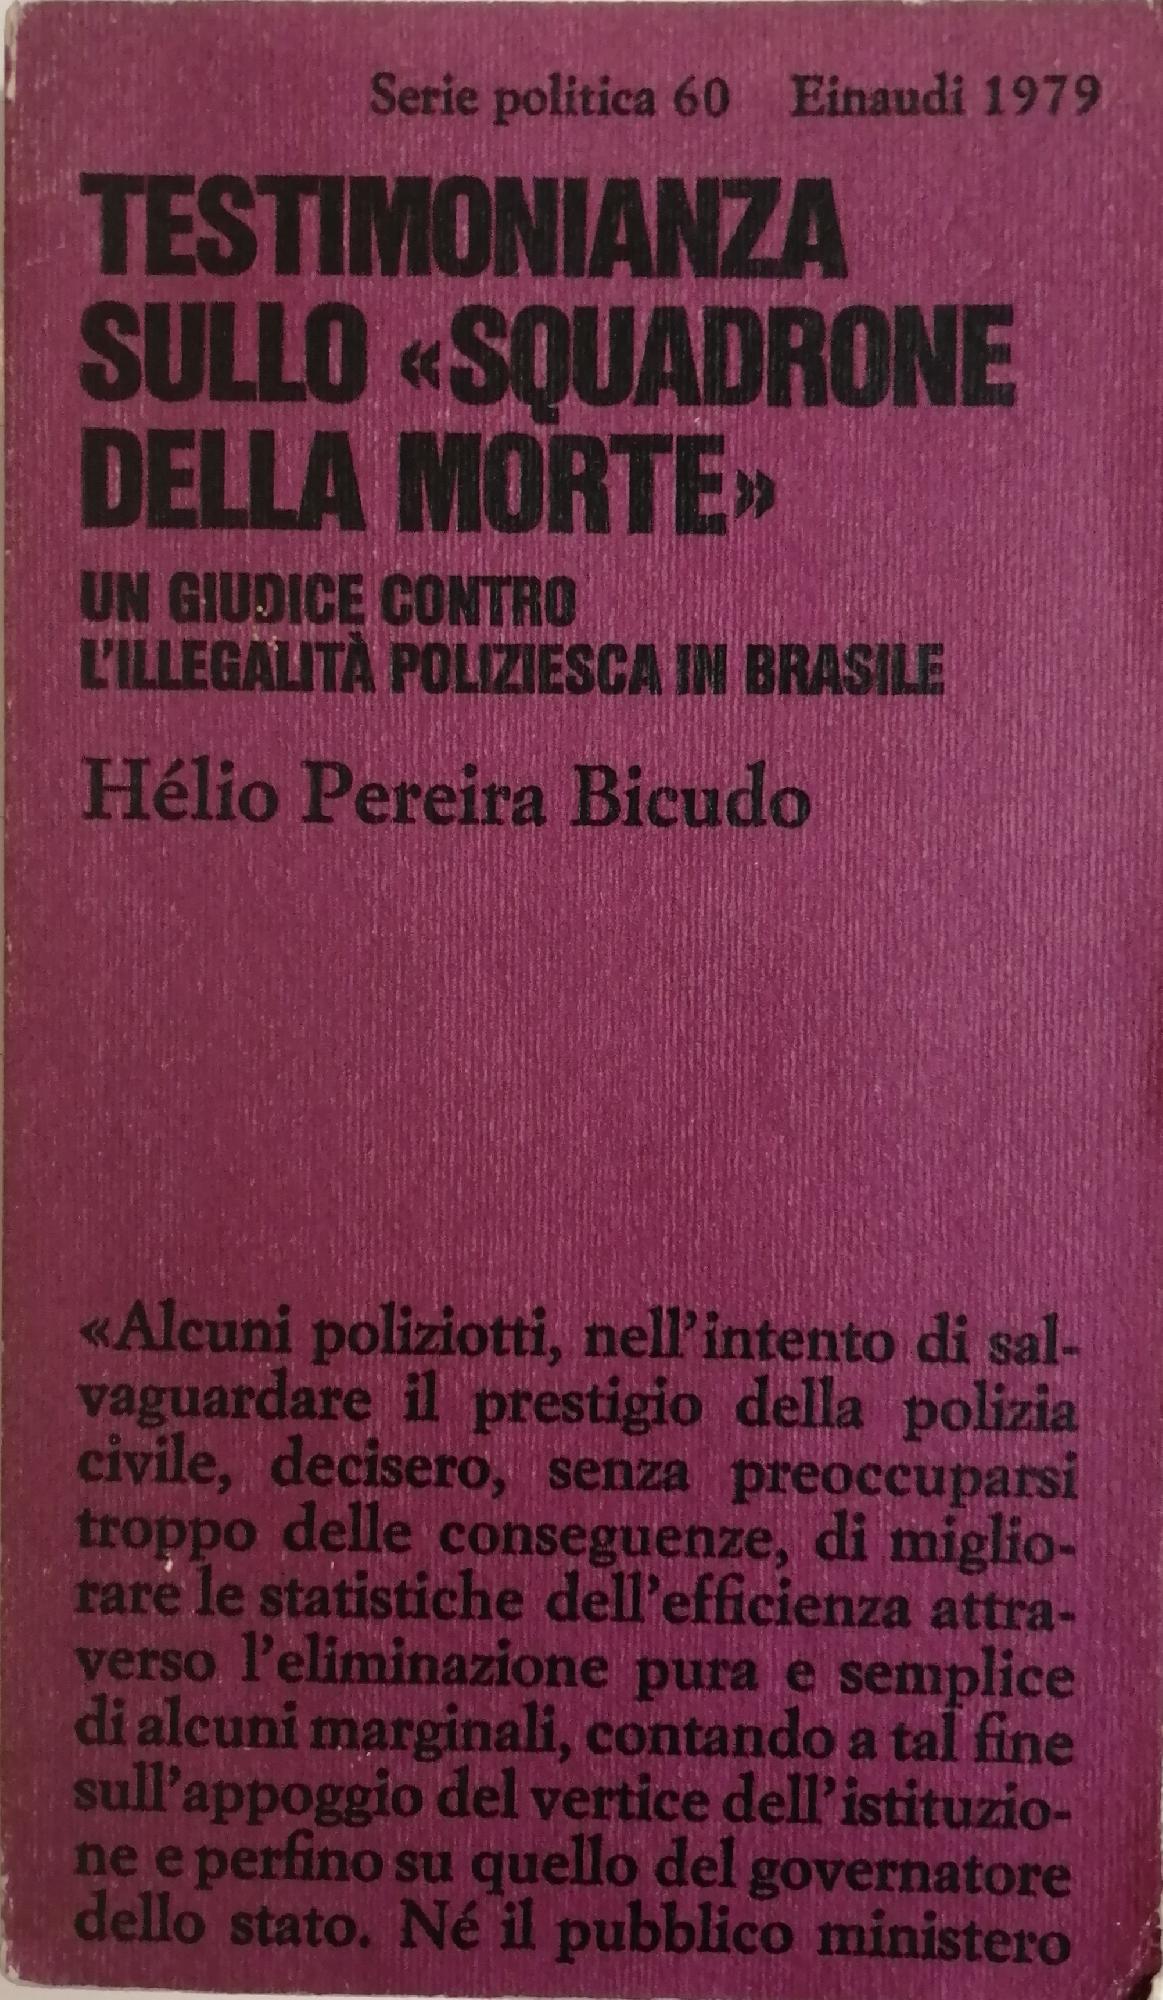 Serie politica 60 Einaudi 1979
TESTIMONIANZA
SULLO «SQUADRONE
DELLA MORTE»
UN GIUDICE CONTRO
L'ILLEGALITÀ POLIZIESCA IN BRASILE
Hélio Pereira Bicudo
«Alcuni poliziotti, nell'intento di sal-
vaguardare il prestigio della polizia
civile, decisero, senza preoccuparsi
troppo delle conseguenze, di miglio-
rare le statistiche dell'efficienza attra-
verso l'eliminazione pura e semplice
di alcuni marginali, contando a tal fine
sull'appoggio del vertice dell'istituzio-
ne e perfino su quello del governatore
dello stato. Né il pubblico ministero